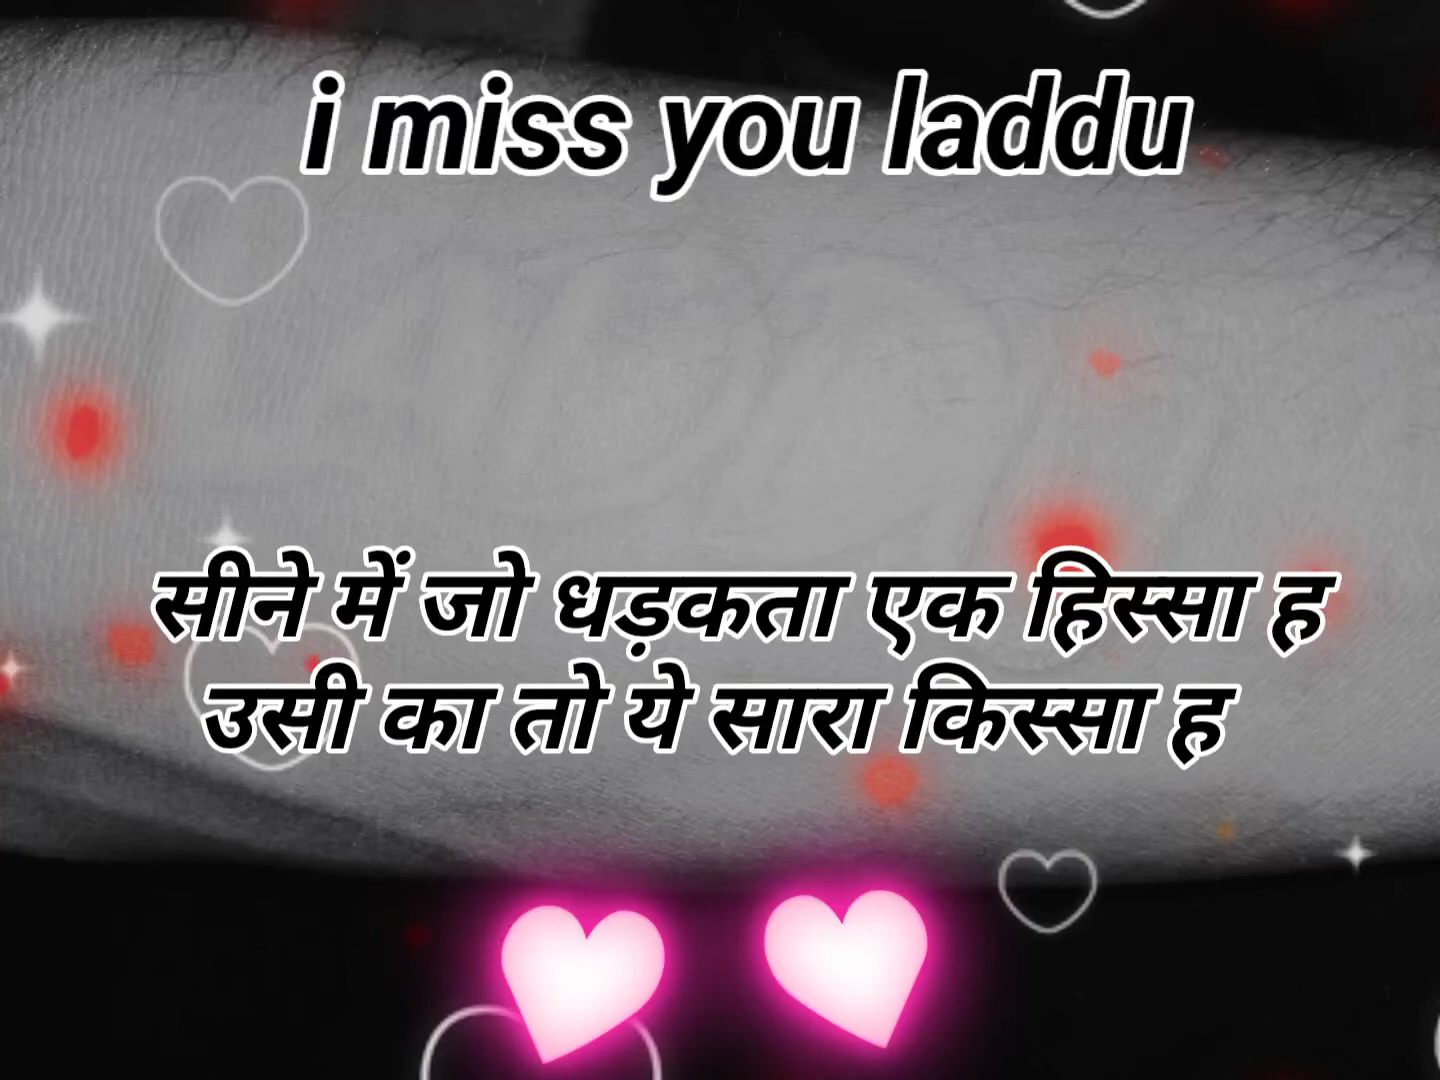 i miss you laddu
सीने में जो धड़कता एक हिस्सा ह
उसी का तो ये सारा किस्सा ह